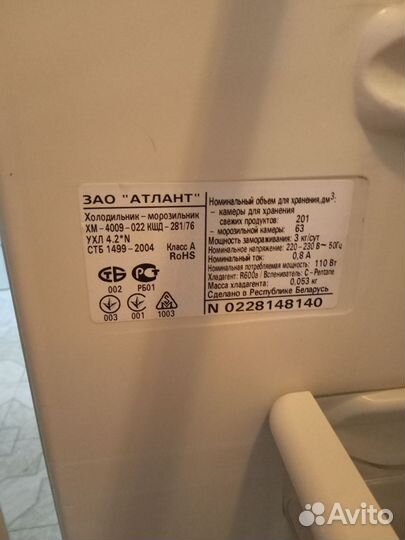 ЗАО "АТЛАНТ"
Холодильник-морозильник
ХМ-4009-022 КШД-281/76
УХЛ 4.2*N
СТБ 1499-2004 Класс А
RoHS
002 РБ01
003 001 1003
Номинальный объем для хранения, дм³:
- камеры для хранения
свежих продуктов: 201
- морозильной камеры: 63
Мощность замораживания: 3 кг/сут
Номинальное напряжение: 220-230 В~ 50Гц
Номинальный ток: 0,8 А
Номинальная потребляемая мощность: 110 Вт
Хладагент: R600a | Вспениватель: C-Pentane
Масса хладагента: 0,053 кг
Сделано в Республике Беларусь
N 0228148140
Avito